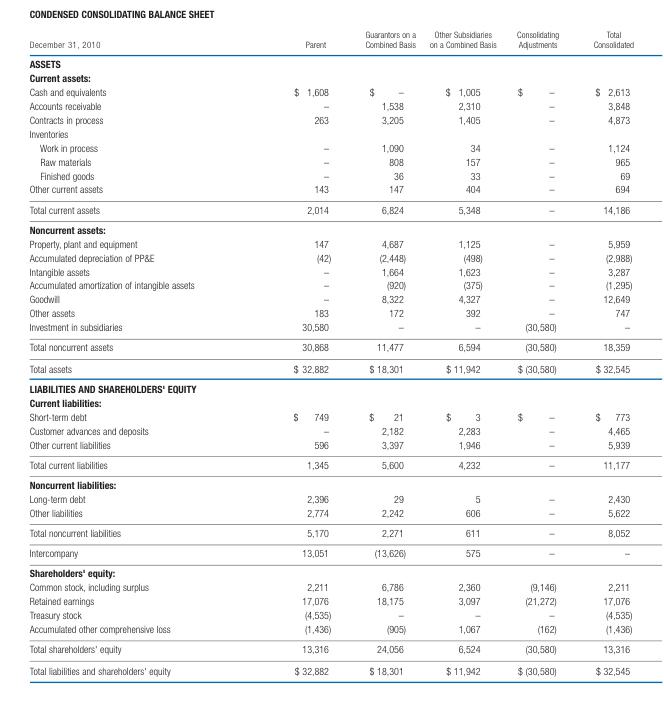 CONDENSED CONSOLIDATING BALANCE SHEET
Guarantors on a Other Subsidiaries Consolidating Total
December 31, 2010 Parent Combined Basis on a Combined Basis Adjustments Consolidated
ASSETS
Current assets:
Cash and equivalents $ 1,608 $ – $ 1,005 $ – $ 2,613
Accounts receivable – 1,538 2,310 – 3,848
Contracts in process 263 3,205 1,405 – 4,873
Inventories
Work in process – 1,090 34 – 1,124
Raw materials – 808 157 – 965
Finished goods – 36 33 – 69
Other current assets 143 147 404 – 694
Total current assets 2,014 6,824 5,348 – 14,186
Noncurrent assets:
Property, plant and equipment 147 4,687 1,125 – 5,959
Accumulated depreciation of PP&E (42) (2,448) (498) – (2,988)
Intangible assets – 1,664 1,623 – 3,287
Accumulated amortization of intangible assets – (920) (375) – (1,295)
Goodwill – 8,322 4,327 – 12,649
Other assets 183 172 392 – 747
Investment in subsidiaries 30,580 – – (30,580) –
Total noncurrent assets 30,868 11,477 6,594 (30,580) 18,359
Total assets $ 32,882 $ 18,301 $ 11,942 $ (30,580) $ 32,545
LIABILITIES AND SHAREHOLDERS' EQUITY
Current liabilities:
Short-term debt $ 749 $ 21 $ 3 $ – $ 773
Customer advances and deposits – 2,182 2,283 – 4,465
Other current liabilities 596 3,397 1,946 – 5,939
Total current liabilities 1,345 5,600 4,232 – 11,177
Noncurrent liabilities:
Long-term debt 2,396 29 5 – 2,430
Other liabilities 2,774 2,242 606 – 5,622
Total noncurrent liabilities 5,170 2,271 611 – 8,052
Intercompany 13,051 (13,626) 575 – –
Shareholders' equity:
Common stock, including surplus 2,211 6,786 2,360 (9,146) 2,211
Retained earnings 17,076 18,175 3,097 (21,272) 17,076
Treasury stock (4,535) – – – (4,535)
Accumulated other comprehensive loss (1,436) (905) 1,067 (162) (1,436)
Total shareholders' equity 13,316 24,056 6,524 (30,580) 13,316
Total liabilities and shareholders' equity $ 32,882 $ 18,301 $ 11,942 $ (30,580) $ 32,545